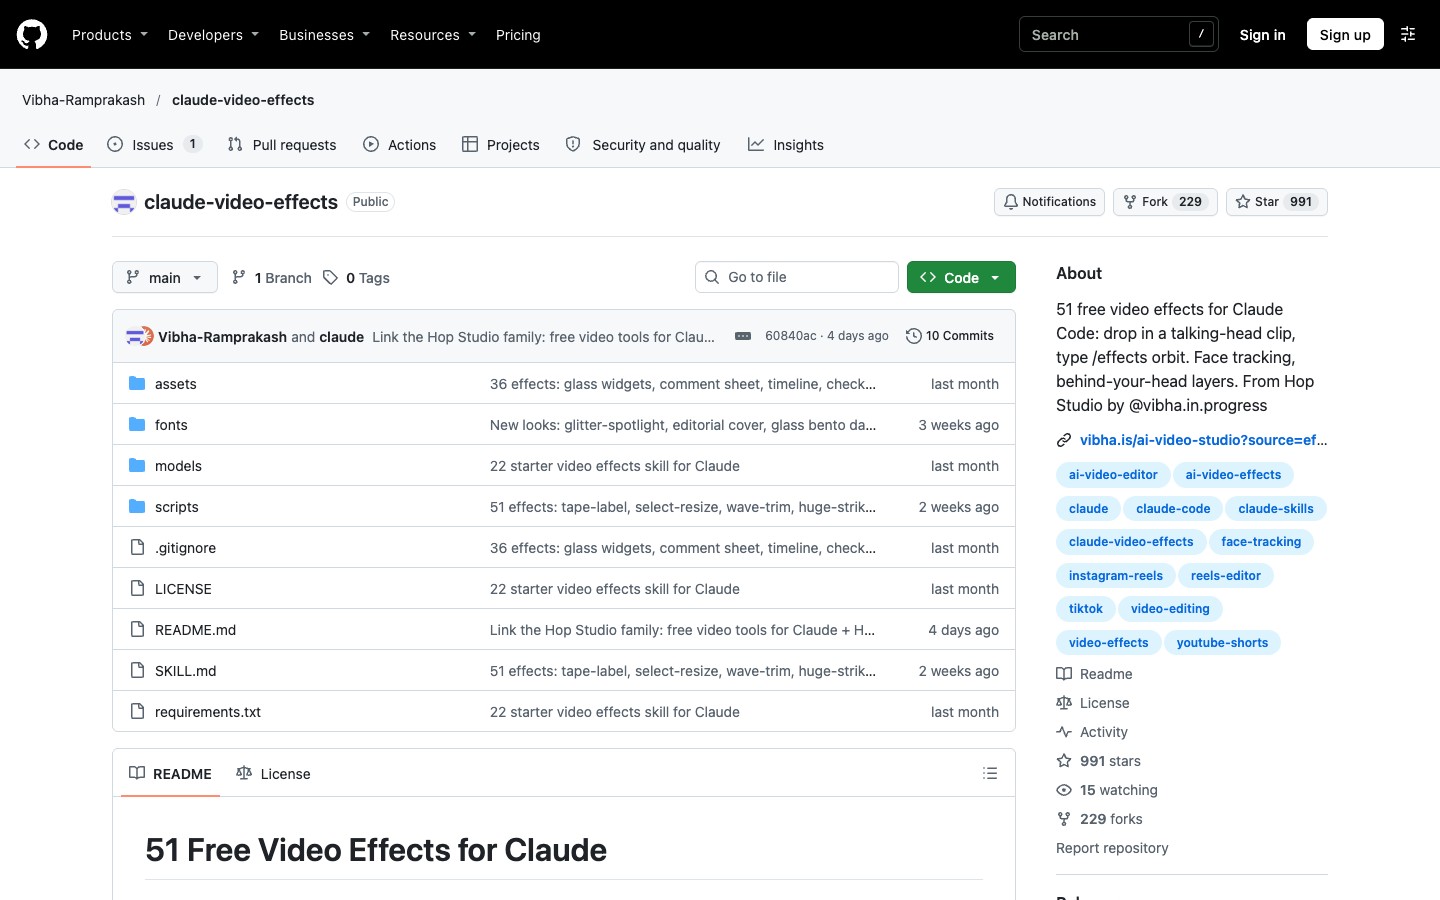 Products Developers Businesses Resources Pricing Search / Sign in Sign up
Vibha-Ramprakash / claude-video-effects
Code Issues 1 Pull requests Actions Projects Security and quality Insights
claude-video-effects Public Notifications Fork 229 Star 991
main 1 Branch 0 Tags Go to file Code
Vibha-Ramprakash and claude Link the Hop Studio family: free video tools for Clau... 60840ac · 4 days ago 10 Commits
assets 36 effects: glass widgets, comment sheet, timeline, check... last month
fonts New looks: glitter-spotlight, editorial cover, glass bento da... 3 weeks ago
models 22 starter video effects skill for Claude last month
scripts 51 effects: tape-label, select-resize, wave-trim, huge-strik... 2 weeks ago
.gitignore 36 effects: glass widgets, comment sheet, timeline, check... last month
LICENSE 22 starter video effects skill for Claude last month
README.md Link the Hop Studio family: free video tools for Claude + H... 4 days ago
SKILL.md 51 effects: tape-label, select-resize, wave-trim, huge-strik... 2 weeks ago
requirements.txt 22 starter video effects skill for Claude last month
README License
51 Free Video Effects for Claude
About
51 free video effects for Claude
Code: drop in a talking-head clip,
type /effects orbit. Face tracking,
behind-your-head layers. From Hop
Studio by @vibha.in.progress
vibha.is/ai-video-studio?source=ef...
ai-video-editor ai-video-effects
claude claude-code claude-skills
claude-video-effects face-tracking
instagram-reels reels-editor
tiktok video-editing
video-effects youtube-shorts
Readme
License
Activity
991 stars
15 watching
229 forks
Report repository